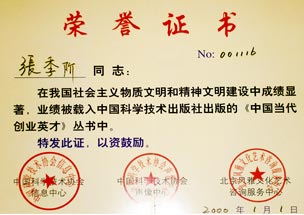 荣誉证书
No: 001116
張季阶 同志：
在我国社会主义物质文明和精神文明建设中成绩显
著，业绩被载入中国科学技术出版社出版的《中国当代
创业英才》丛书中。
特发此证，以资鼓励。
中国科学技术协会 中国科学技术协会 北京风雅文化艺术
信息中心 声像中心 咨询服务中心
2000年1月1日